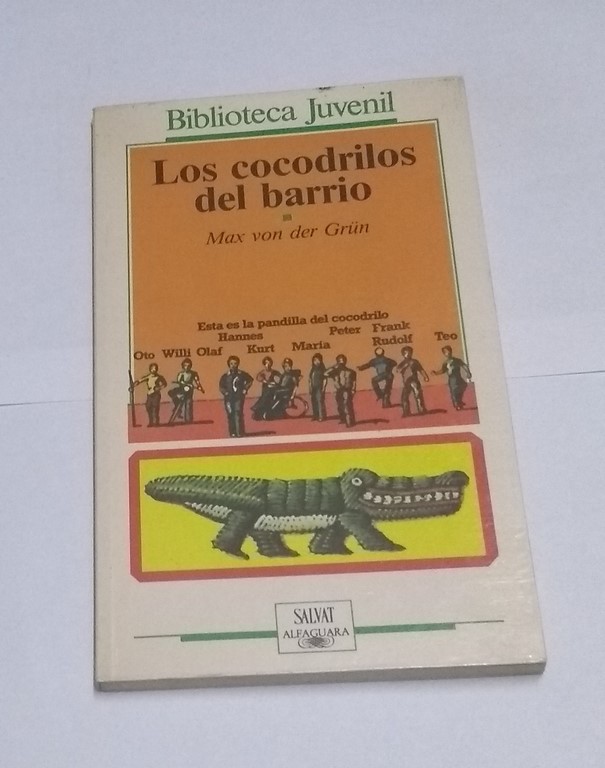 Biblioteca Juvenil
Los cocodrilos
del barrio
Max von der Grün
Esta es la pandilla del cocodrilo
Hannes Peter Frank
Oto Willi Olaf Kurt María Rudolf Teo
SALVAT
ALFAGUARA